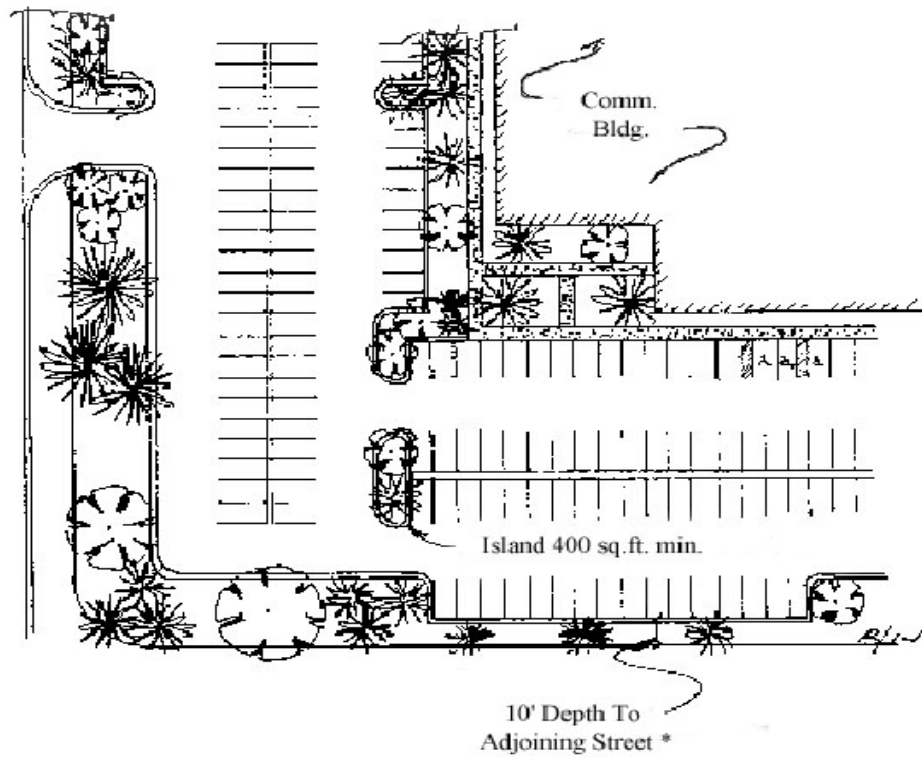 Comm.
Bldg.
Island 400 sq.ft. min.
R/W
10' Depth To
Adjoining Street *